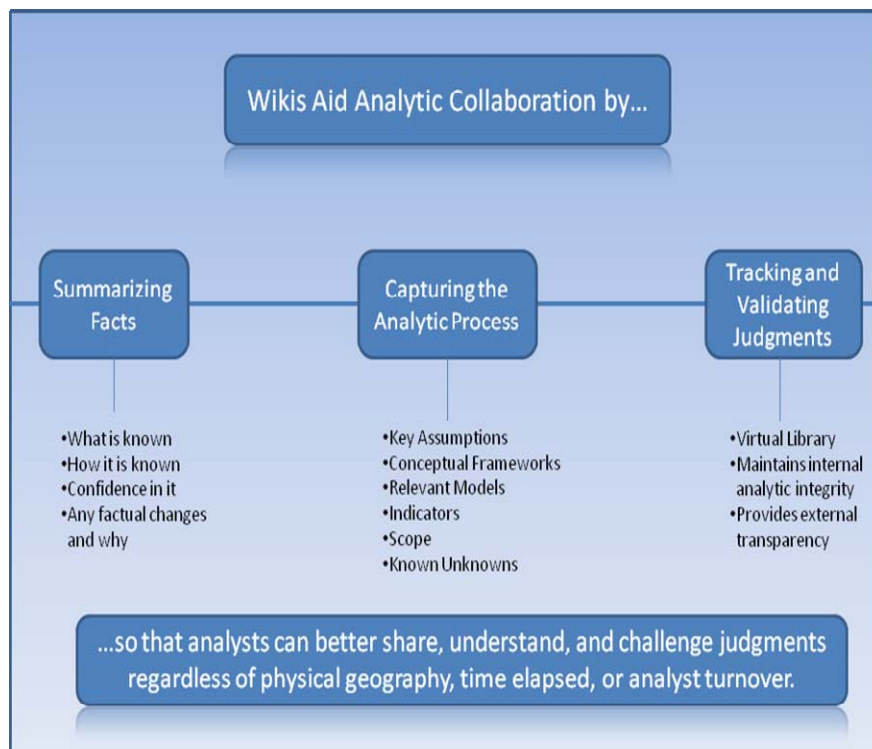 Wikis Aid Analytic Collaboration by...
Summarizing
Facts
•What is known
•How it is known
•Confidence in it
•Any factual changes
and why
Capturing the
Analytic Process
•Key Assumptions
•Conceptual Frameworks
•Relevant Models
•Indicators
•Scope
•Known Unknowns
Tracking and
Validating
Judgments
•Virtual Library
•Maintains internal
analytic integrity
•Provides external
transparency
...so that analysts can better share, understand, and challenge judgments
regardless of physical geography, time elapsed, or analyst turnover.